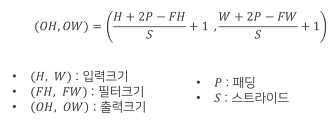 (OH, OW) = ( (H + 2P − FH)/S + 1 , (W + 2P − FW)/S + 1 )
• (H, W) : 입력크기
• (FH, FW) : 필터크기
• (OH, OW) : 출력크기
• P : 패딩
• S : 스트라이드